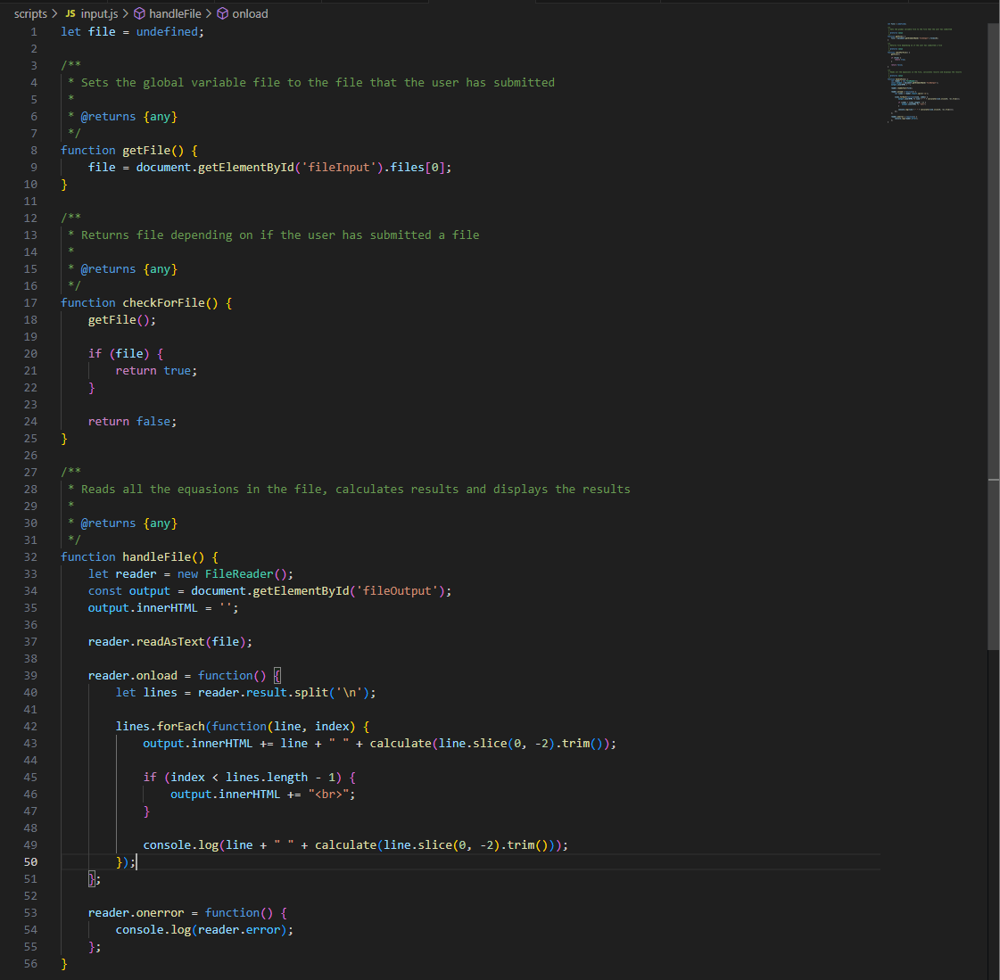 scripts > JS input.js > handleFile > onload
1 let file = undefined;
2
3 /**
4  * Sets the global variable file to the file that the user has submitted
5  *
6  * @returns {any}
7  */
8 function getFile() {
9     file = document.getElementById('fileInput').files[0];
10 }
11
12 /**
13  * Returns file depending on if the user has submitted a file
14  *
15  * @returns {any}
16  */
17 function checkForFile() {
18     getFile();
19
20     if (file) {
21         return true;
22     }
23
24     return false;
25 }
26
27 /**
28  * Reads all the equasions in the file, calculates results and displays the results
29  *
30  * @returns {any}
31  */
32 function handleFile() {
33     let reader = new FileReader();
34     const output = document.getElementById('fileOutput');
35     output.innerHTML = '';
36
37     reader.readAsText(file);
38
39     reader.onload = function() {
40         let lines = reader.result.split('\n');
41
42         lines.forEach(function(line, index) {
43             output.innerHTML += line + " " + calculate(line.slice(0, -2).trim());
44
45             if (index < lines.length - 1) {
46                 output.innerHTML += "<br>";
47             }
48
49             console.log(line + " " + calculate(line.slice(0, -2).trim()));
50         });
51     };
52
53     reader.onerror = function() {
54         console.log(reader.error);
55     };
56 }